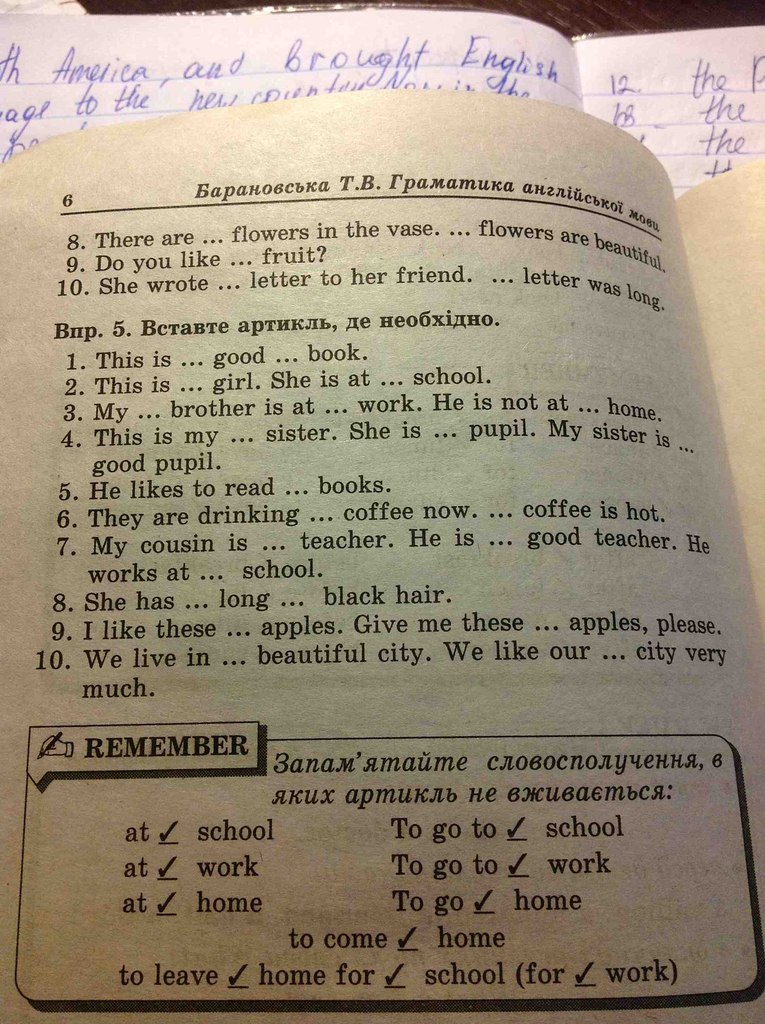 th America, and brought English
age to the new country Now in the
12 the
68 the
the
6 Барановська Т.В. Граматика англійської мови
8. There are ... flowers in the vase. ... flowers are beautiful.
9. Do you like ... fruit?
10. She wrote ... letter to her friend. ... letter was long.
Впр. 5. Вставте артикль, де необхідно.
1. This is ... good ... book.
2. This is ... girl. She is at ... school.
3. My ... brother is at ... work. He is not at ... home.
4. This is my ... sister. She is ... pupil. My sister is ...
good pupil.
5. He likes to read ... books.
6. They are drinking ... coffee now. ... coffee is hot.
7. My cousin is ... teacher. He is ... good teacher. He
works at ... school.
8. She has ... long ... black hair.
9. I like these ... apples. Give me these ... apples, please.
10. We live in ... beautiful city. We like our ... city very
much.
✍ REMEMBER
Запам'ятайте словосполучення, в
яких артикль не вживається:
at ✓ school To go to ✓ school
at ✓ work To go to ✓ work
at ✓ home To go ✓ home
to come ✓ home
to leave ✓ home for ✓ school (for ✓ work)